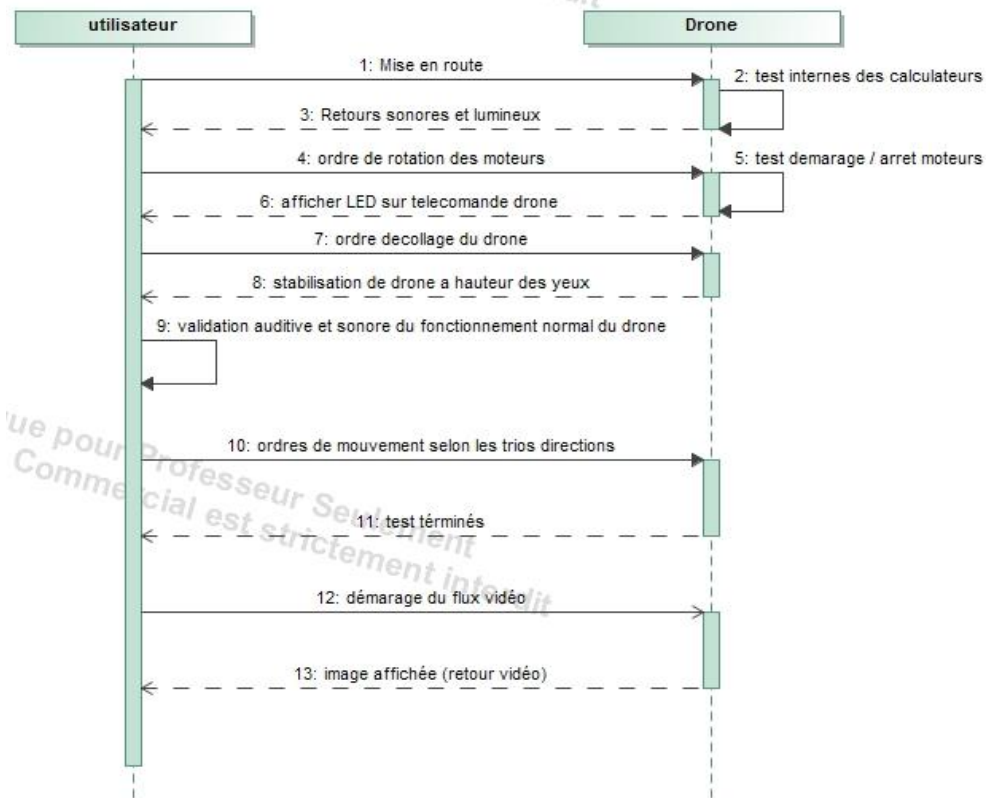 utilisateur
Drone
1: Mise en route
2: test internes des calculateurs
3: Retours sonores et lumineux
4: ordre de rotation des moteurs
5: test demarage / arret moteurs
6: afficher LED sur telecomande drone
7: ordre decollage du drone
8: stabilisation de drone a hauteur des yeux
9: validation auditive et sonore du fonctionnement normal du drone
10: ordres de mouvement selon les trios directions
11: test términés
12: démarage du flux vidéo
13: image affichée (retour vidéo)
ue pour Professeur Seulement
Commercial est strictement interdit